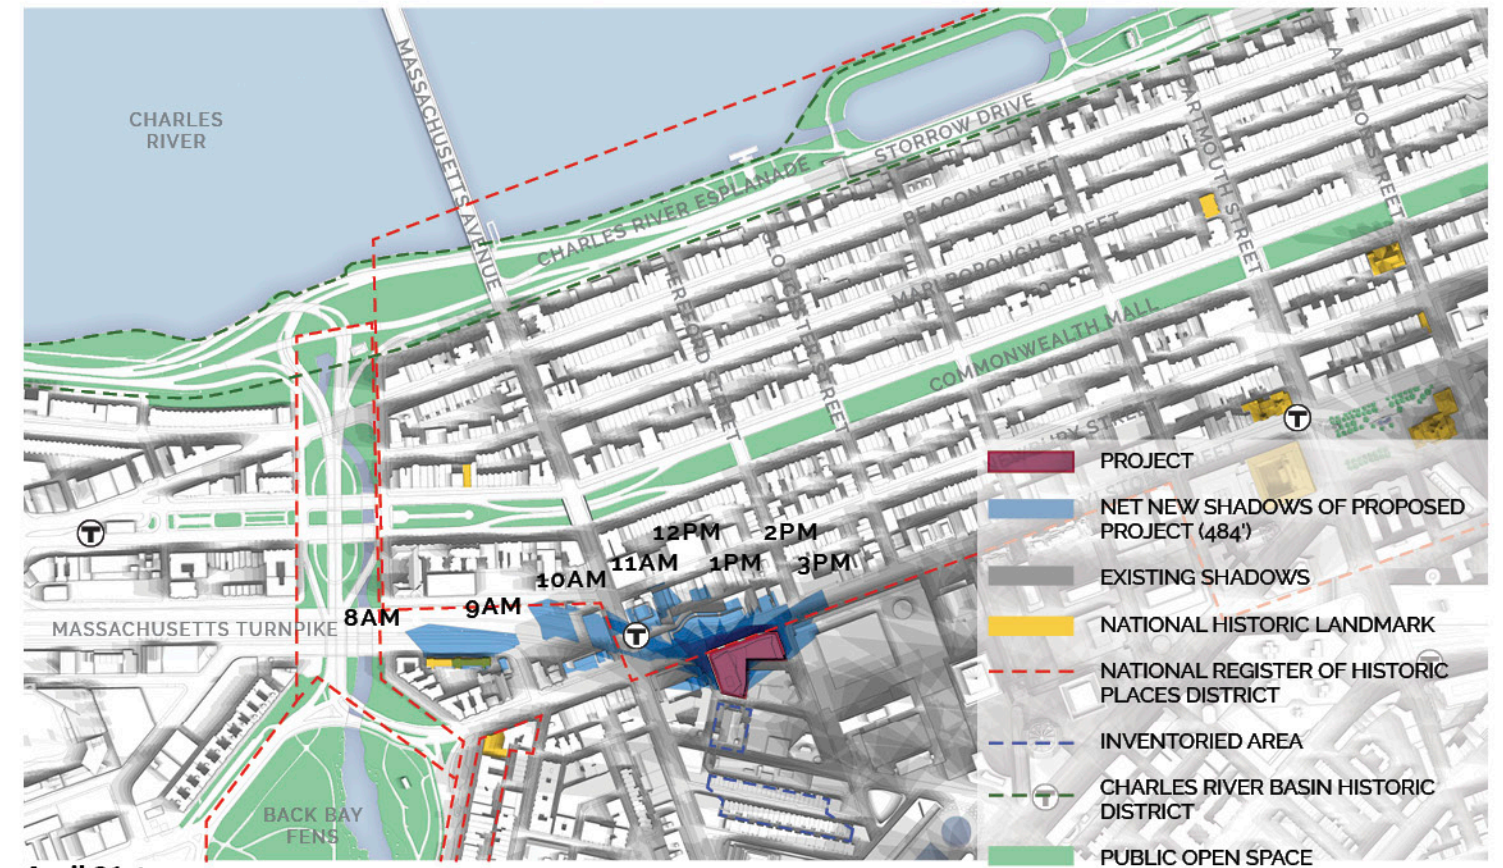 CHARLES
RIVER
MASSACHUSETTS AVENUE
STORROW DRIVE
CHARLES RIVER ESPLANADE
BEACON STREET
MARLBOROUGH STREET
DARTMOUTH STREET
HEREFORD STREET
GLOUCESTER STREET
COMMONWEALTH MALL
T
T
T
12PM
2PM
11AM
1PM
3PM
10AM
9AM
8AM
MASSACHUSETTS TURNPIKE
BACK BAY
FENS
PROJECT
NET NEW SHADOWS OF PROPOSED
PROJECT (484')
EXISTING SHADOWS
NATIONAL HISTORIC LANDMARK
NATIONAL REGISTER OF HISTORIC
PLACES DISTRICT
INVENTORIED AREA
CHARLES RIVER BASIN HISTORIC
DISTRICT
T
PUBLIC OPEN SPACE